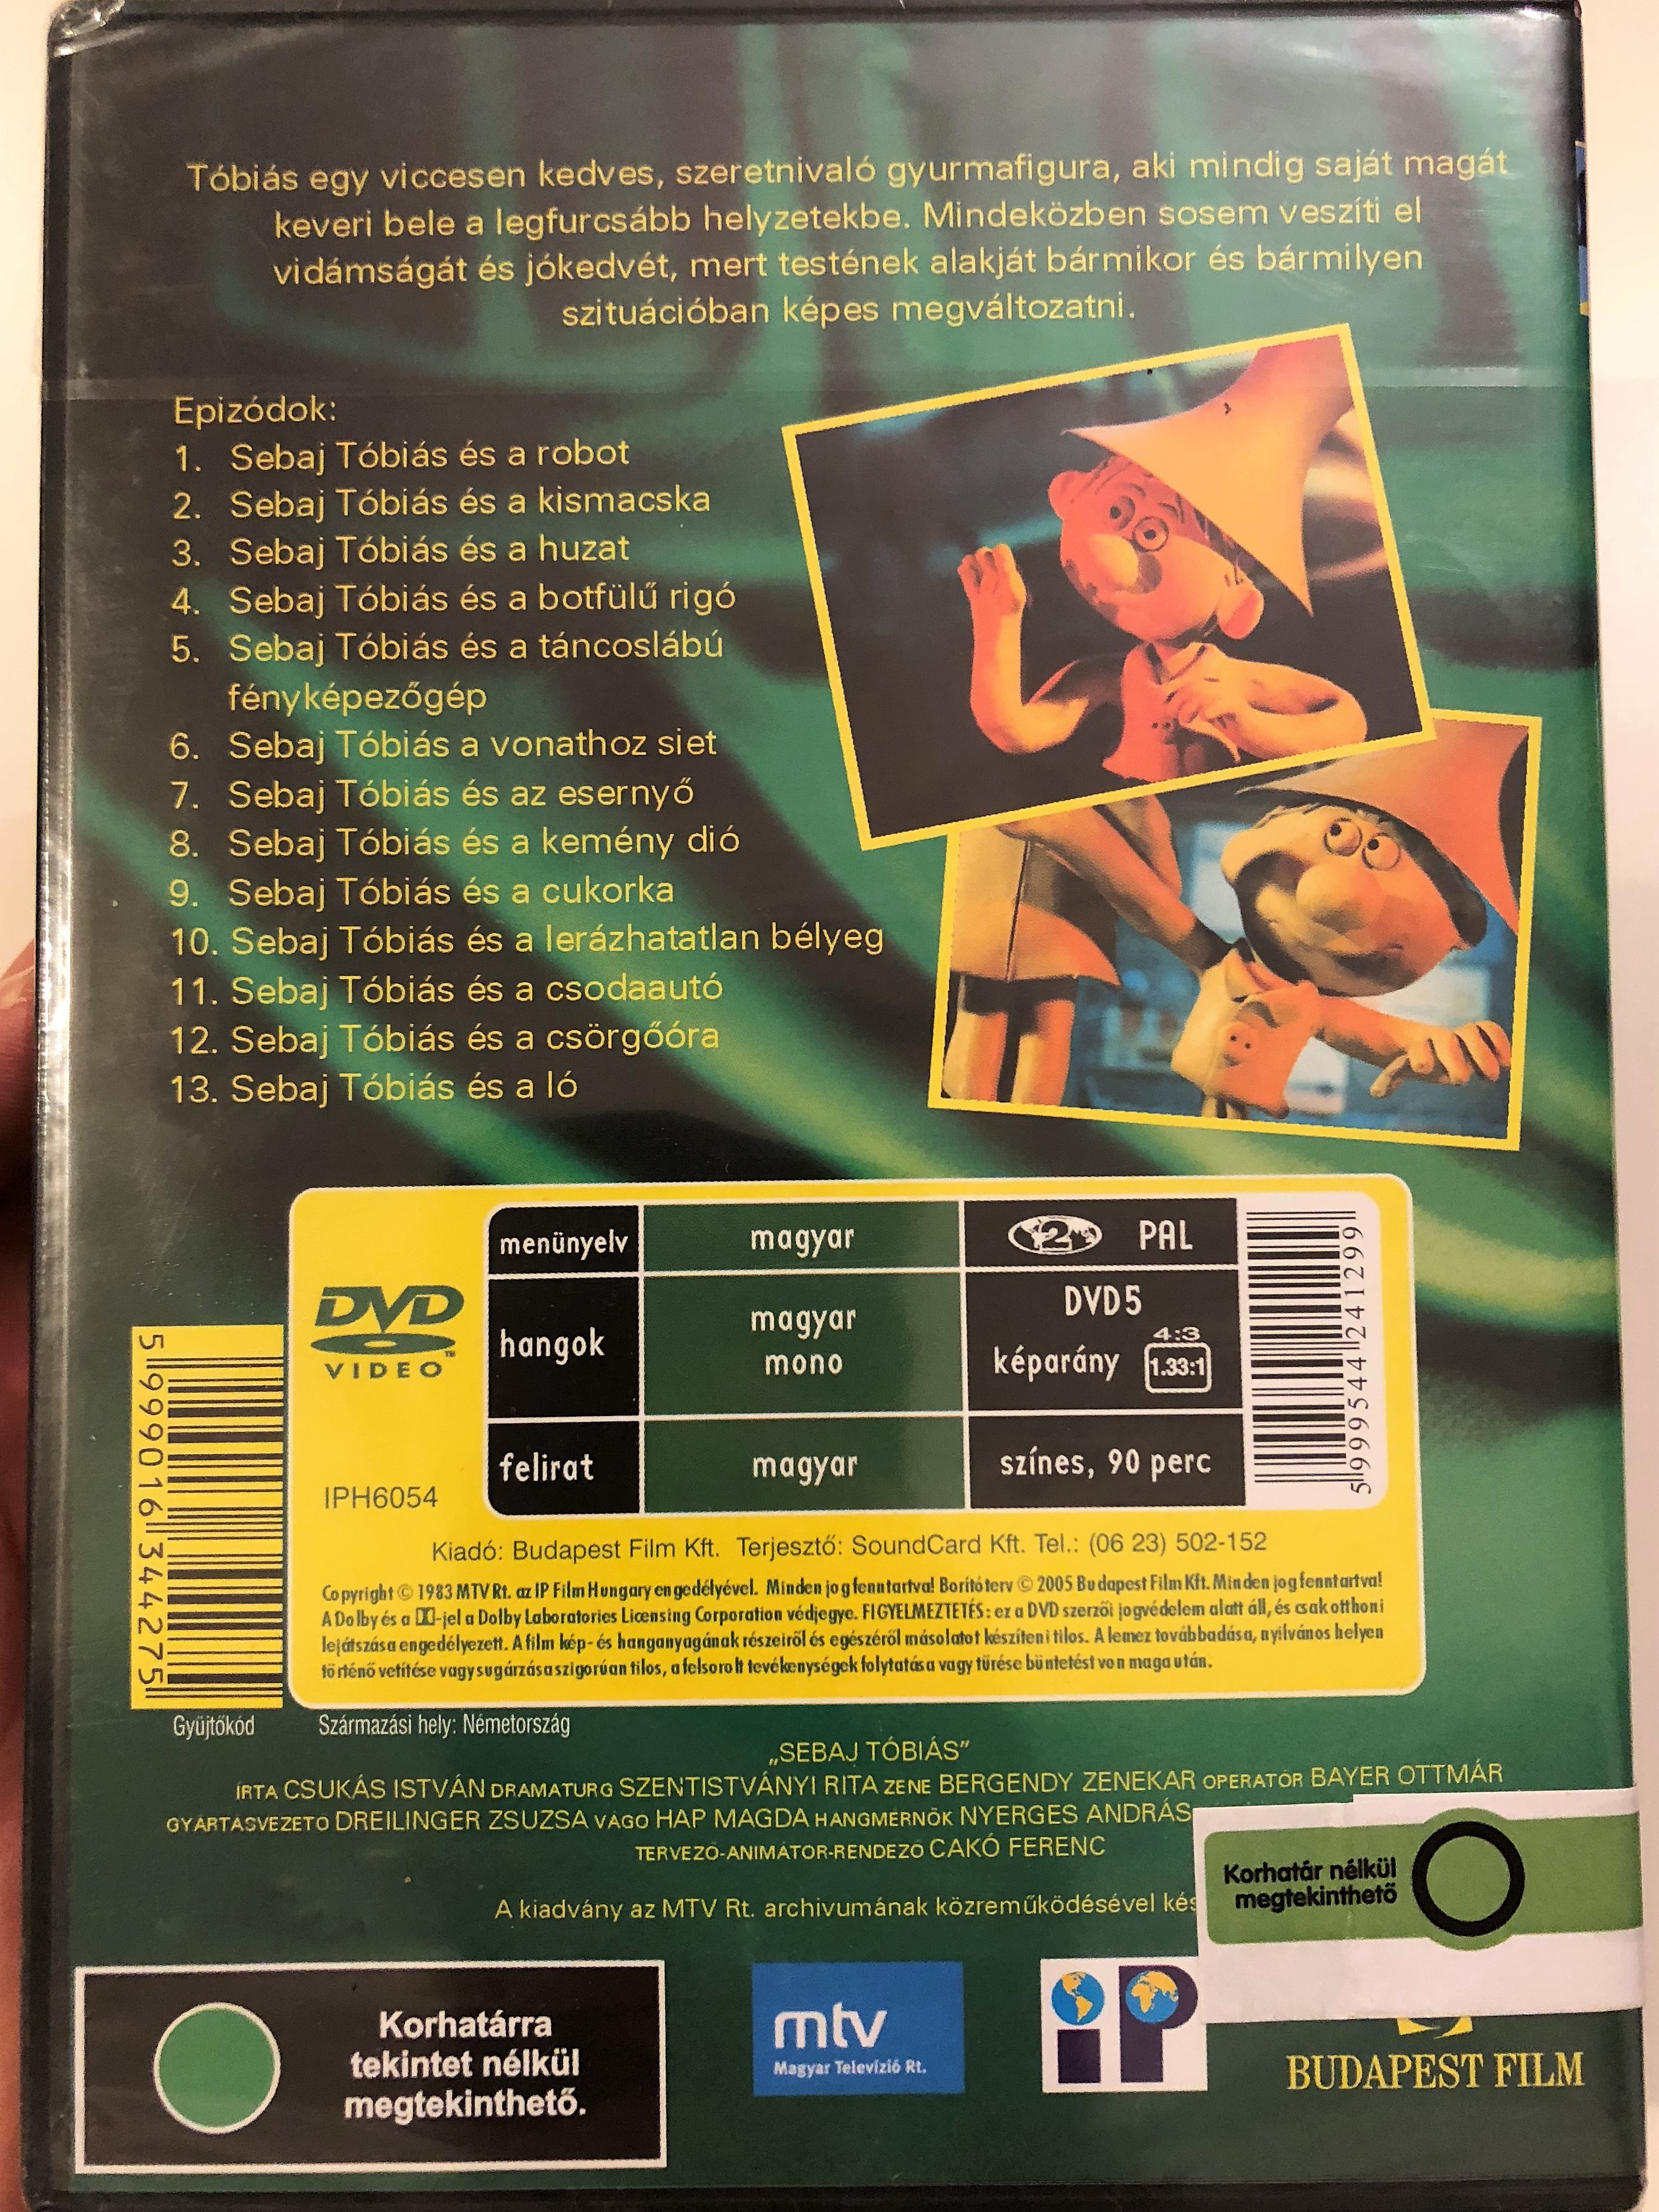 Tóbiás egy viccesen kedves, szeretnivaló gyurmafigura, aki mindig saját magát
keveri bele a legfurcsább helyzetekbe. Mindeközben sosem veszíti el
vidámságát és jókedvét, mert testének alakját bármikor és bármilyen
szituációban képes megváltozatni.
Epizódok:
1. Sebaj Tóbiás és a robot
2. Sebaj Tóbiás és a kismacska
3. Sebaj Tóbiás és a huzat
4. Sebaj Tóbiás és a botfülű rigó
5. Sebaj Tóbiás és a táncoslábú
fényképezőgép
6. Sebaj Tóbiás a vonathoz siet
7. Sebaj Tóbiás és az esernyő
8. Sebaj Tóbiás és a kemény dió
9. Sebaj Tóbiás és a cukorka
10. Sebaj Tóbiás és a lerázhatatlan bélyeg
11. Sebaj Tóbiás és a csodaautó
12. Sebaj Tóbiás és a csörgőóra
13. Sebaj Tóbiás és a ló
DVD
VIDEO
™
IPH6054
menünyelv magyar 2 PAL
hangok magyar mono DVD5
képarány 4:3 1.33:1
felirat magyar színes, 90 perc
5 999544 241299
5 999016 344275
Kiadó: Budapest Film Kft. Terjesztő: SoundCard Kft. Tel.: (06 23) 502-152
Copyright © 1983 MTV Rt. az IP Film Hungary engedélyével. Minden jog fenntartva! Borítóterv © 2005 Budapest Film Kft. Minden jog fenntartva!
A Dolby és a -jel a Dolby Laboratories Licensing Corporation védjegye. FIGYELMEZTETÉS: ez a DVD szerzői jogvédelem alatt áll, és csak otthoni
lejátszása engedélyezett. A film kép- és hanganyagának részeiről és egészéről másolatot készíteni tilos. A lemez továbbadása, nyilvános helyen
történő vetítése vagy sugárzása szigorúan tilos, a felsorolt tevékenységek folytatása vagy tűrése büntetést von maga után.
Gyűjtőkód Származási hely: Németország
„SEBAJ TÓBIÁS”
ÍRTA CSUKÁS ISTVÁN DRAMATURG SZENTISTVÁNYI RITA ZENE BERGENDY ZENEKAR OPERATŐR BAYER OTTMÁR
GYÁRTÁSVEZETŐ DREILINGER ZSUZSA VÁGÓ HAP MAGDA HANGMÉRNÖK NYERGES ANDRÁS
TERVEZŐ-ANIMÁTOR-RENDEZŐ CAKÓ FERENC
A kiadvány az MTV Rt. archivumának közreműködésével kés
Korhatár nélkül
megtekinthető
Korhatárra
tekintet nélkül
megtekinthető.
mtv
Magyar Televízió Rt.
iP
BUDAPEST FILM